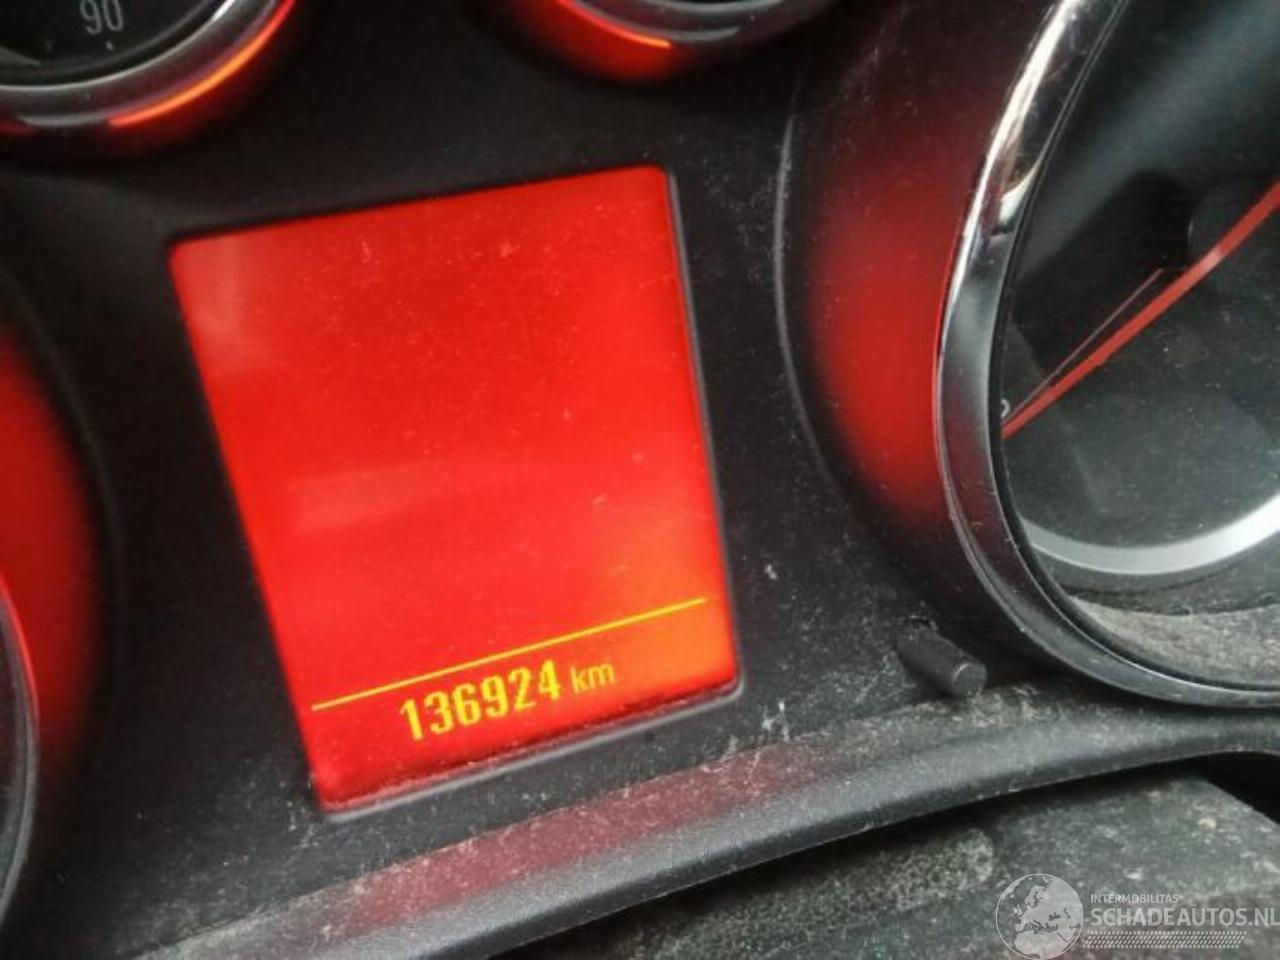 90
136924 km
INTERMOBILITAS
SCHADEAUTOS.NL